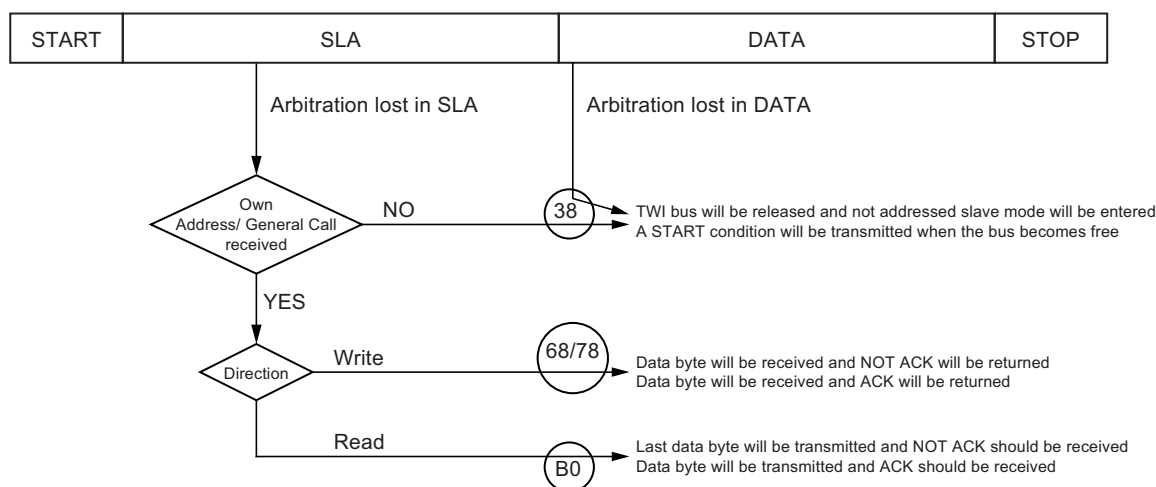 START SLA DATA STOP
Arbitration lost in SLA Arbitration lost in DATA
Own
Address/ General Call
received
NO
38
TWI bus will be released and not addressed slave mode will be entered
A START condition will be transmitted when the bus becomes free
YES
Direction
Write
68/78
Data byte will be received and NOT ACK will be returned
Data byte will be received and ACK will be returned
Read
B0
Last data byte will be transmitted and NOT ACK should be received
Data byte will be transmitted and ACK should be received